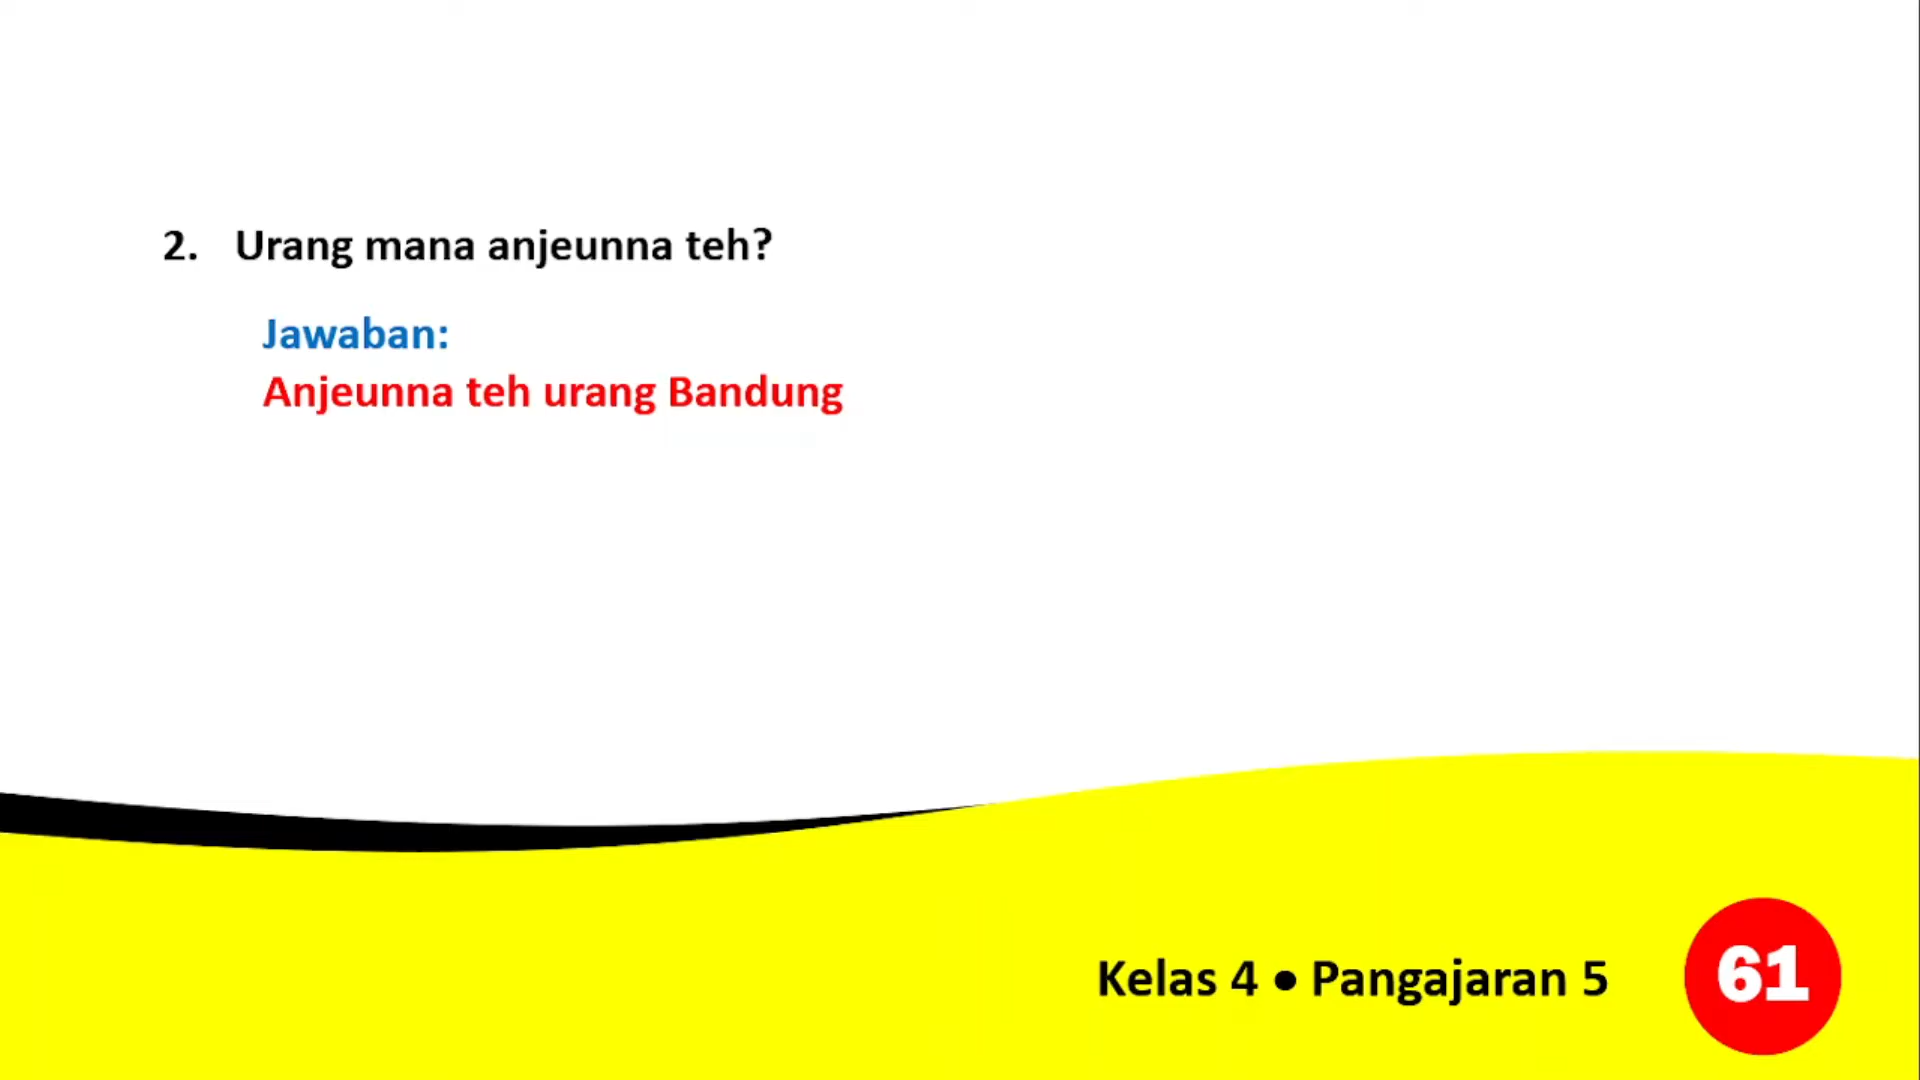 2. Urang mana anjeunna teh?
Jawaban:
Anjeunna teh urang Bandung
Kelas 4 ● Pangajaran 5
61